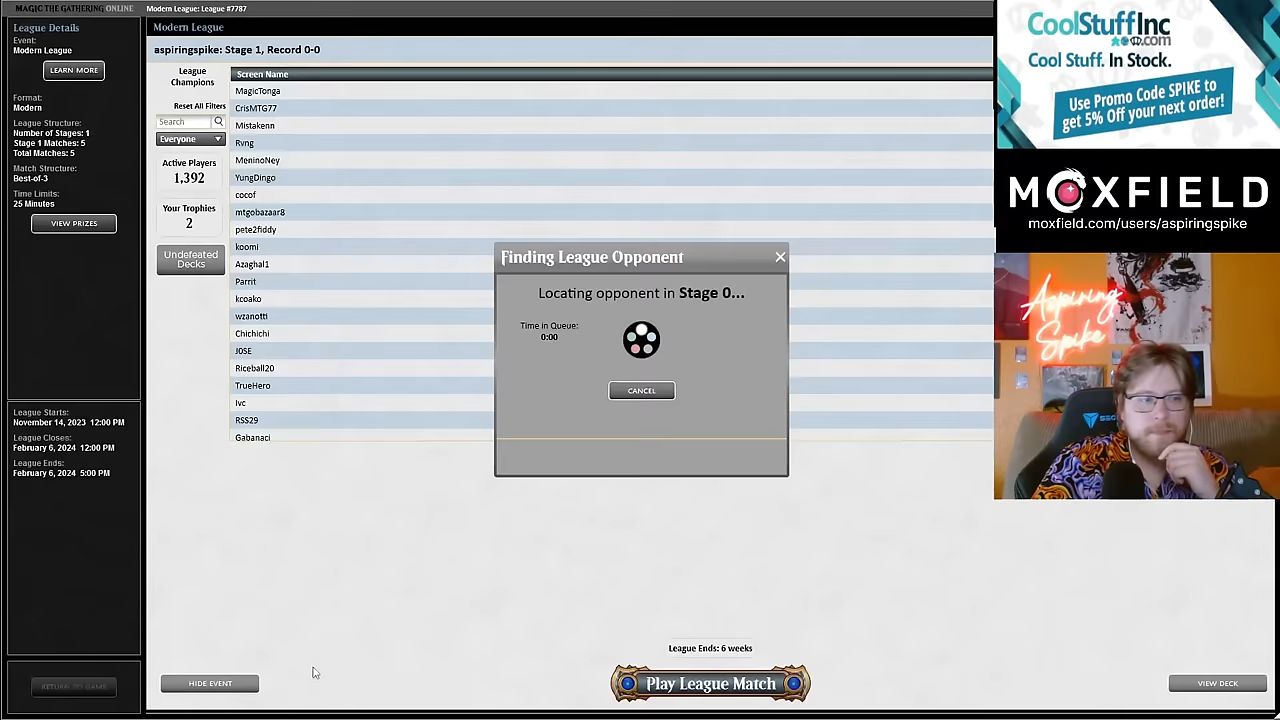 MAGIC THE GATHERING ONLINE
Modern League: League #7787
League Details
Event:
Modern League
LEARN MORE
Format:
Modern
League Structure:
Number of Stages: 1
Stage 1 Matches: 5
Total Matches: 5
Match Structure:
Best-of-3
Time Limits:
25 Minutes
VIEW PRIZES
League Starts:
November 14, 2023 12:00 PM
League Closes:
February 6, 2024 12:00 PM
League Ends:
February 6, 2024 5:00 PM
RETURN TO GAME
Modern League
aspiringspike: Stage 1, Record 0-0
League
Champions
Reset All Filters
Search
Everyone
Active Players
1,392
Your Trophies
2
Undefeated
Decks
Screen Name
MagicTonga
CrisMTG77
Mistakenn
Rvng
MeninoNey
YungDingo
cocof
mtgobazaar8
pete2fiddy
koomi
Azaghal1
Parrit
kcoako
wzanotti
Chichichi
J0SE
Riceball20
TrueHero
lvc
RSS29
Gabanaci
Finding League Opponent
Locating opponent in Stage 0...
Time in Queue:
0:00
CANCEL
League Ends: 6 weeks
HIDE EVENT
Play League Match
VIEW DECK
CoolStuffInc
.com
Cool Stuff. In Stock.
Use Promo Code SPIKE to
get 5% Off your next order!
MOXFIELD
moxfield.com/users/aspiringspike
Aspiring
Spike